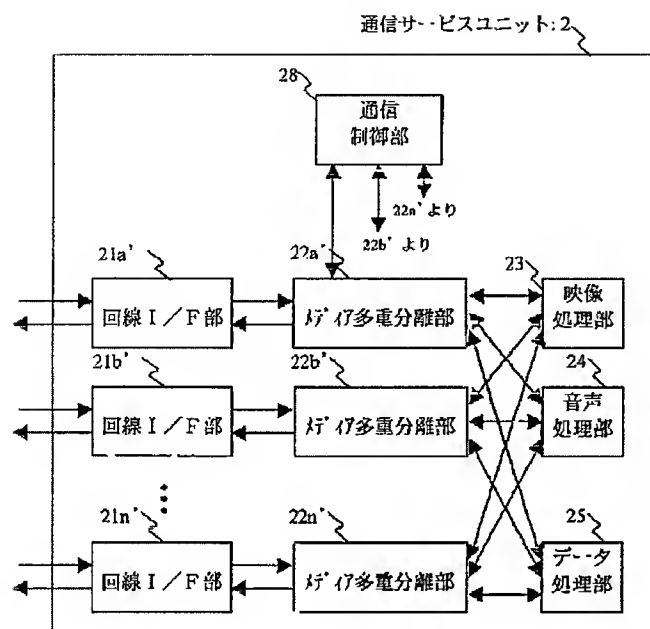 通信サービスユニット:2
28
通信
制御部
22n'より
22b'より
21a'
22a'
23
回線I/F部
メディア多重分離部
映像
処理部
21b'
22b'
24
回線I/F部
メディア多重分離部
音声
処理部
21n'
22n'
25
回線I/F部
メディア多重分離部
データ
処理部